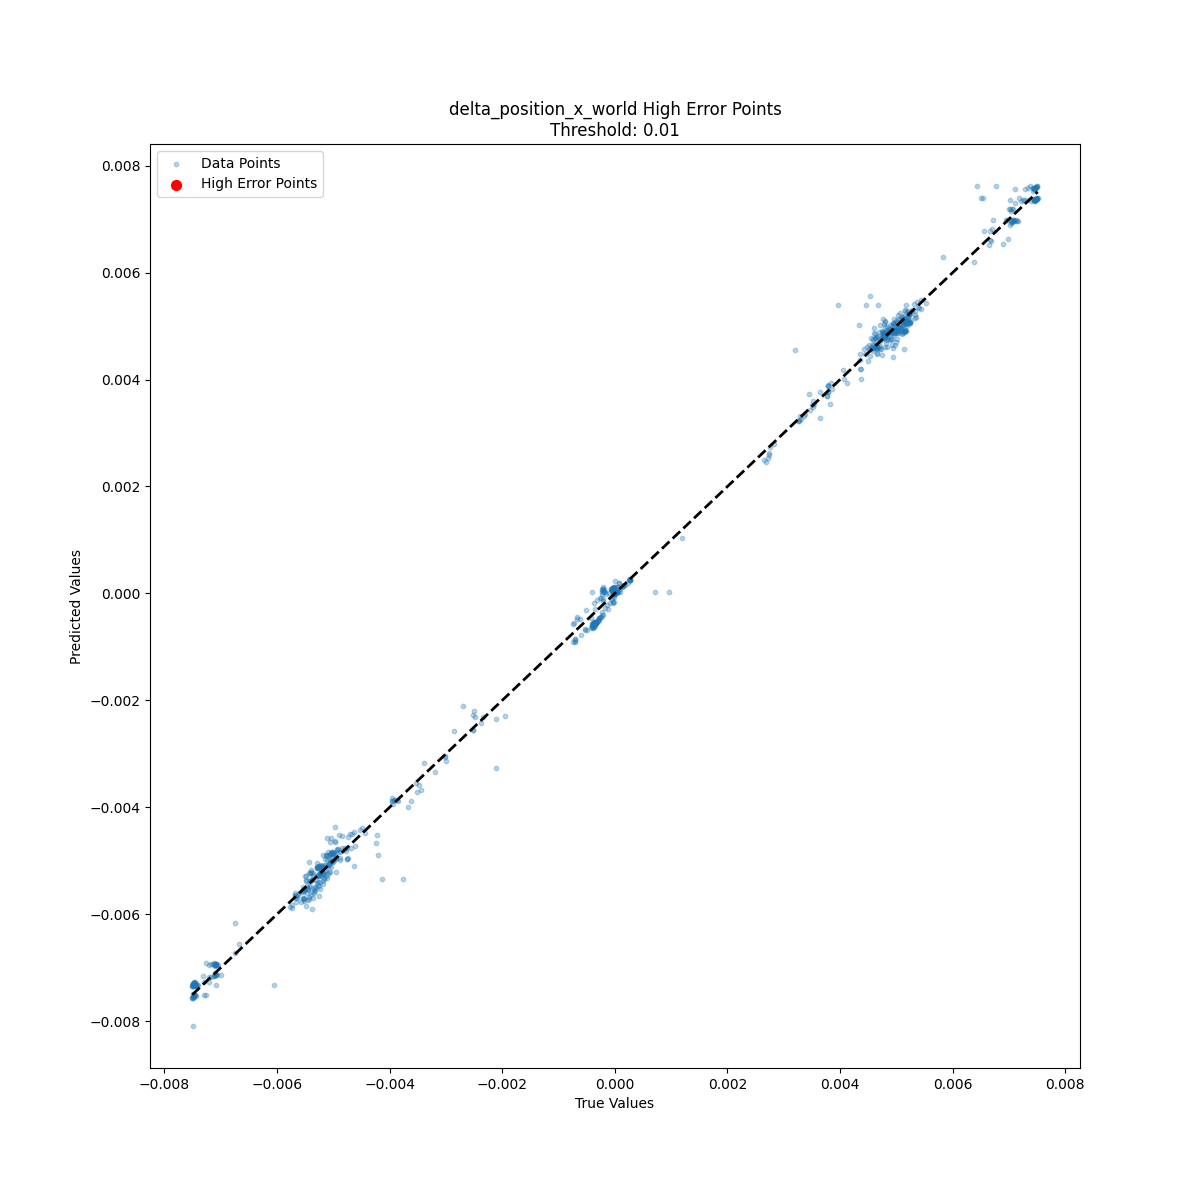 delta_position_x_world High Error Points
Threshold: 0.01
Data Points
High Error Points
0.008
0.006
0.004
0.002
0.000
−0.002
−0.004
−0.006
−0.008
Predicted Values
−0.008 −0.006 −0.004 −0.002 0.000 0.002 0.004 0.006 0.008
True Values